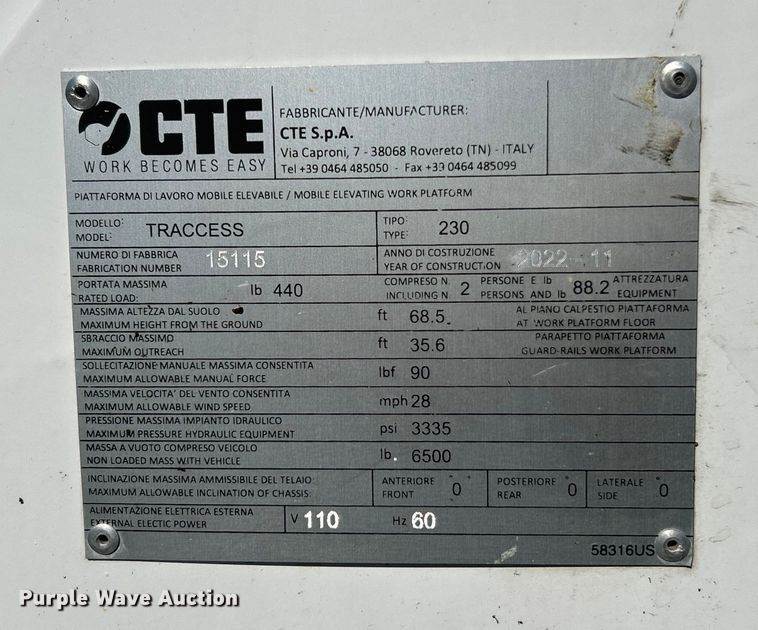 CTE
WORK BECOMES EASY
FABBRICANTE/MANUFACTURER:
CTE S.p.A.
Via Caproni, 7 - 38068 Rovereto (TN) - ITALY
Tel +39 0464 485050 - Fax +39 0464 485099
PIATTAFORMA DI LAVORO MOBILE ELEVABILE / MOBILE ELEVATING WORK PLATFORM
MODELLO: TRACCESS TIPO: 230
MODEL: TYPE:
NUMERO DI FABBRICA 15115 ANNO DI COSTRUZIONE 2022-11
FABRICATION NUMBER YEAR OF CONSTRUCTION
PORTATA MASSIMA lb 440 COMPRESO N 2 PERSONE E lb 88.2 ATTREZZATURA
RATED LOAD: INCLUDING N PERSONS AND lb EQUIPMENT
MASSIMA ALTEZZA DAL SUOLO ft 68.5 AL PIANO CALPESTIO PIATTAFORMA
MAXIMUM HEIGHT FROM THE GROUND AT WORK PLATFORM FLOOR
SBRACCIO MASSIMO ft 35.6 PARAPETTO PIATTAFORMA
MAXIMUM OUTREACH GUARD-RAILS WORK PLATFORM
SOLLECITAZIONE MANUALE MASSIMA CONSENTITA lbf 90
MAXIMUM ALLOWABLE MANUAL FORCE
MASSIMA VELOCITA' DEL VENTO CONSENTITA mph 28
MAXIMUM ALLOWABLE WIND SPEED
PRESSIONE MASSIMA IMPIANTO IDRAULICO psi 3335
MAXIMUM PRESSURE HYDRAULIC EQUIPMENT
MASSA A VUOTO COMPRESO VEICOLO lb. 6500
NON LOADED MASS WITH VEHICLE
INCLINAZIONE MASSIMA AMMISSIBILE DEL TELAIO ANTERIORE 0 POSTERIORE 0 LATERALE 0
MAXIMUM ALLOWABLE INCLINATION OF CHASSIS: FRONT REAR SIDE
ALIMENTAZIONE ELETTRICA ESTERNA V 110 Hz 60
EXTERNAL ELECTIC POWER
58316US
Purple Wave Auction